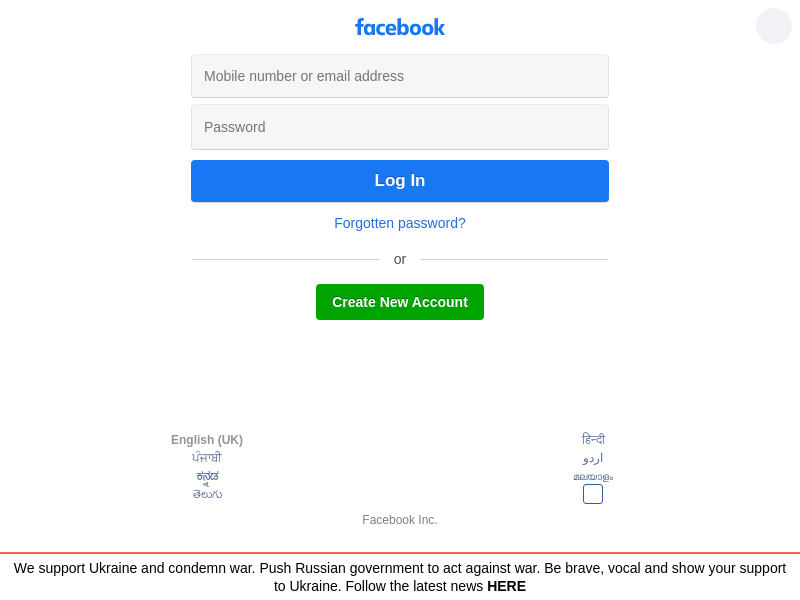 facebook
Mobile number or email address
Password
Log In
Forgotten password?
or
Create New Account
English (UK)
ਪੰਜਾਬੀ
ಕನ್ನಡ
తెలుగు
हिन्दी
اردو
മലയാളം
Facebook Inc.
We support Ukraine and condemn war. Push Russian government to act against war. Be brave, vocal and show your support
to Ukraine. Follow the latest news HERE